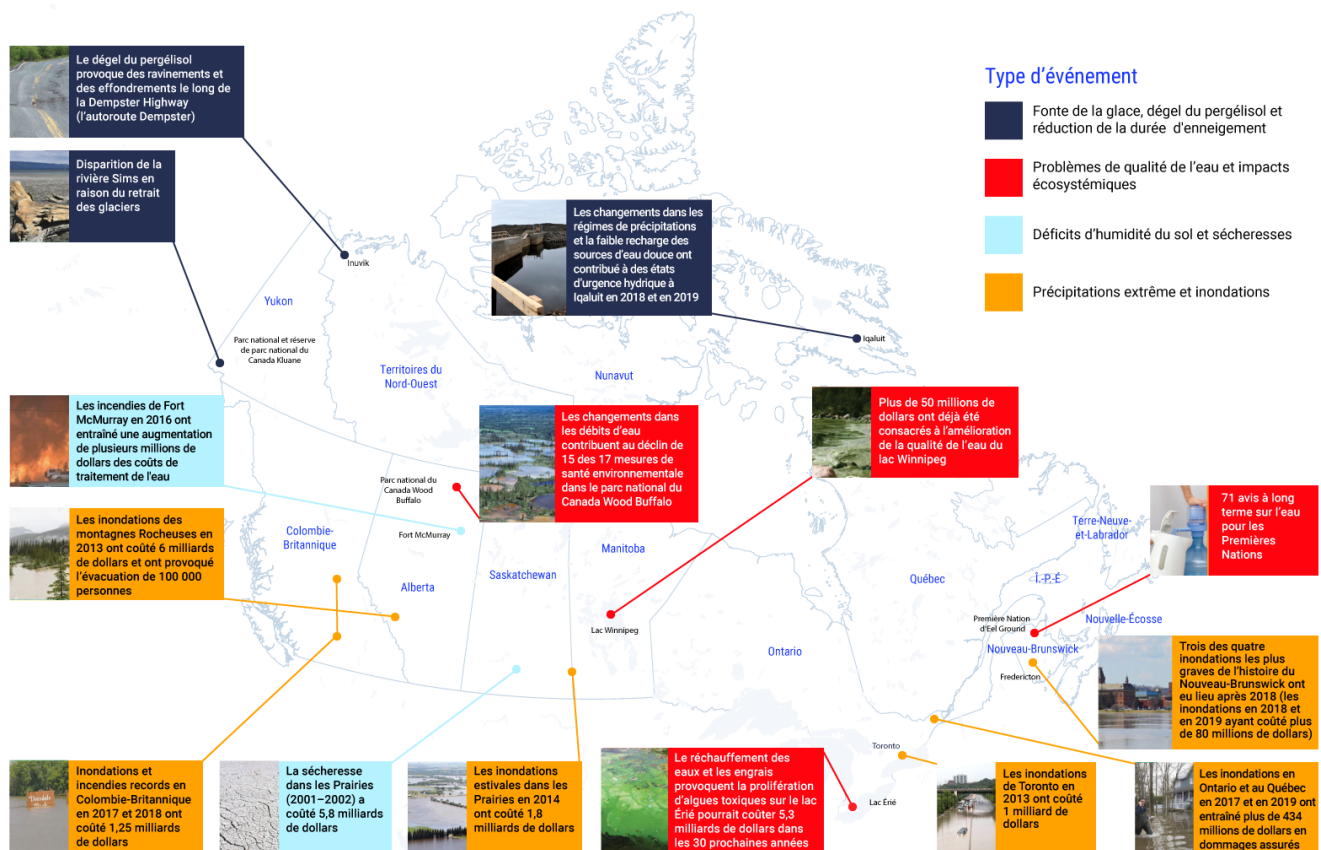 Le dégel du pergélisol
provoque des ravinements et
des effondrements le long de
la Dempster Highway
(l'autoroute Dempster)
Disparition de la
rivière Sims en
raison du retrait
des glaciers
Les changements dans les
régimes de précipitations
et la faible recharge des
sources d'eau douce ont
contribué à des états
d'urgence hydrique à
Iqaluit en 2018 et en 2019
Type d'événement
Fonte de la glace, dégel du pergélisol et
réduction de la durée d'enneigement
Problèmes de qualité de l'eau et impacts
écosystémiques
Déficits d'humidité du sol et sécheresses
Précipitations extrême et inondations
Inuvik
Yukon
Parc national et réserve
de parc national du
Canada Kluane
Territoires du
Nord-Ouest
Nunavut
Iqaluit
Les incendies de Fort
McMurray en 2016 ont
entraîné une augmentation
de plusieurs millions de
dollars des coûts de
traitement de l'eau
Les changements dans
les débits d'eau
contribuent au déclin de
15 des 17 mesures de
santé environnementale
dans le parc national du
Canada Wood Buffalo
Plus de 50 millions de
dollars ont déjà été
consacrés à l'amélioration
de la qualité de l'eau du
lac Winnipeg
71 avis à long
terme sur l'eau
pour les
Premières
Nations
Les inondations des
montagnes Rocheuses en
2013 ont coûté 6 milliards
de dollars et ont provoqué
l'évacuation de 100 000
personnes
Parc national du
Canada Wood
Buffalo
Fort McMurray
Colombie-
Britannique
Alberta
Saskatchewan
Manitoba
Lac Winnipeg
Ontario
Québec
Terre-Neuve-
et-Labrador
Î.-P.-É
Nouvelle-Écosse
Première Nation
d'Eel Ground
Nouveau-Brunswick
Fredericton
Toronto
Lac Érié
Trois des quatre
inondations les plus
graves de l'histoire du
Nouveau-Brunswick ont
eu lieu après 2018 (les
inondations en 2018 et
en 2019 ayant coûté plus
de 80 millions de dollars)
Inondations et
incendies records en
Colombie-Britannique
en 2017 et 2018 ont
coûté 1,25 milliards
de dollars
La sécheresse
dans les Prairies
(2001–2002) a
coûté 5,8 milliards
de dollars
Les inondations
estivales dans les
Prairies en 2014
ont coûté 1,8
milliards de dollars
Le réchauffement des
eaux et les engrais
provoquent la prolifération
d'algues toxiques sur le lac
Érié pourrait coûter 5,3
milliards de dollars dans
les 30 prochaines années
Les inondations
de Toronto en
2013 ont coûté
1 milliard de
dollars
Les inondations en
Ontario et au Québec
en 2017 et en 2019 ont
entraîné plus de 434
millions de dollars en
dommages assurés